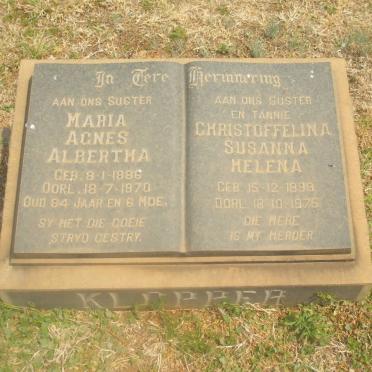 In Tere Herinnering
AAN ONS SUSTER
MARIA
AGNES
ALBERTHA
GEB. 8-1-1886
OORL. 18-7-1970
OUD 84 JAAR EN 6 MDE.
SY HET DIE GOEIE
STRYD GESTRY.
AAN ONS SUSTER
EN TANNIE
CHRISTOFFELINA
SUSANNA
HELENA
GEB. 15-12-1898
OORL. 18-10-1975
DIE HERE
IS MY HERDER
KLOPPER